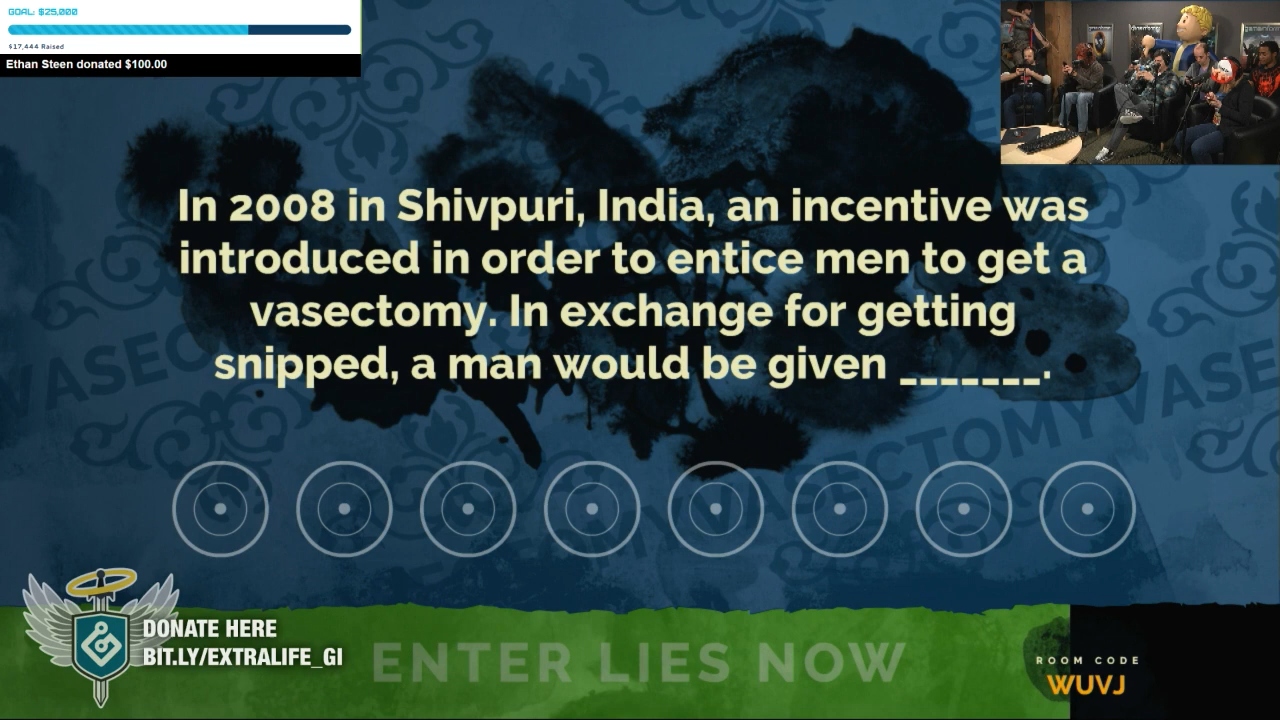 GOAL: $25,000
$17,444 Raised
Ethan Steen donated $100.00
In 2008 in Shivpuri, India, an incentive was
introduced in order to entice men to get a
vasectomy. In exchange for getting
snipped, a man would be given _______.
DONATE HERE
BIT.LY/EXTRALIFE_GI
ENTER LIES NOW
ROOM CODE
WUVJ